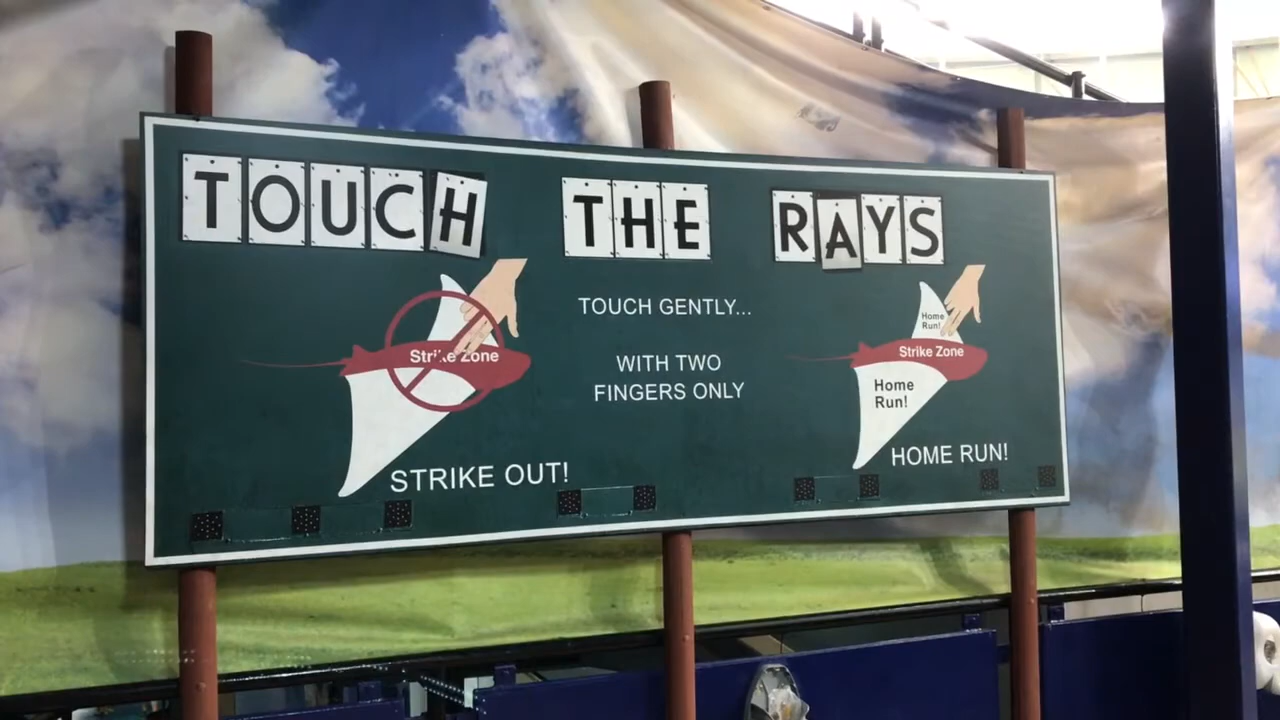 TOUCH THE RAYS
TOUCH GENTLY...
WITH TWO
FINGERS ONLY
Strike Zone
STRIKE OUT!
Home
Run!
Strike Zone
Home
Run!
HOME RUN!